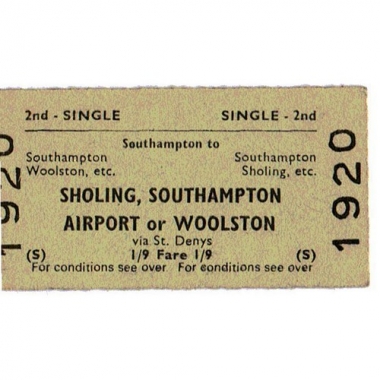 2nd - SINGLE SINGLE - 2nd
Southampton to
Southampton Southampton
Woolston, etc. Sholing, etc.
SHOLING, SOUTHAMPTON
AIRPORT or WOOLSTON
via St. Denys
(S) 1/9 Fare 1/9 (S)
For conditions see over For conditions see over
1920
1920